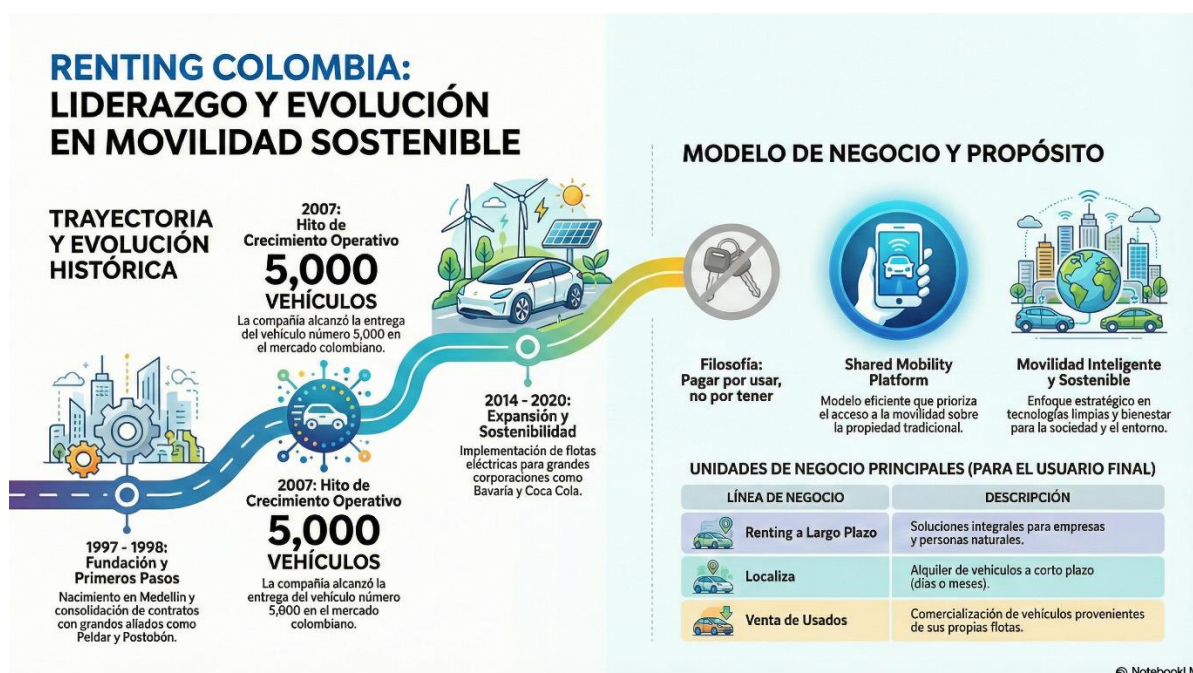 RENTING COLOMBIA:
LIDERAZGO Y EVOLUCIÓN
EN MOVILIDAD SOSTENIBLE
TRAYECTORIA
Y EVOLUCIÓN
HISTÓRICA
2007:
Hito de
Crecimiento Operativo
5,000
VEHÍCULOS
La compañía alcanzó la entrega
del vehículo número 5,000 en
el mercado colombiano.
1997 - 1998:
Fundación y
Primeros Pasos
Nacimiento en Medellin y
consolidación de contratos
con grandes aliados como
Peldar y Postobón.
2007: Hito de
Crecimiento Operativo
5,000
VEHÍCULOS
La compañía alcanzó la
entrega del vehículo número
5,000 en el mercado
colombiano.
2014 - 2020:
Expansión y
Sostenibilidad
Implementación de flotas
eléctricas para grandes
corporaciones como
Bavaría y Coca Cola.
MODELO DE NEGOCIO Y PROPÓSITO
Filosofía:
Pagar por usar,
no por tener
Shared Mobility
Platform
Modelo eficiente que prioriza
el acceso a la movilidad sobre
la propiedad tradicional.
Movilidad Inteligente
y Sostenible
Enfoque estratégico en
tecnologías limpias y bienestar
para la sociedad y el entorno.
UNIDADES DE NEGOCIO PRINCIPALES (PARA EL USUARIO FINAL)
LÍNEA DE NEGOCIO DESCRIPCIÓN
Renting a Largo Plazo Soluciones integrales para empresas
y personas naturales.
Localiza Alquiler de vehiculos a corto plazo
(días o meses).
Venta de Usados Comercialización de vehículos provenientes
de sus propias flotas.